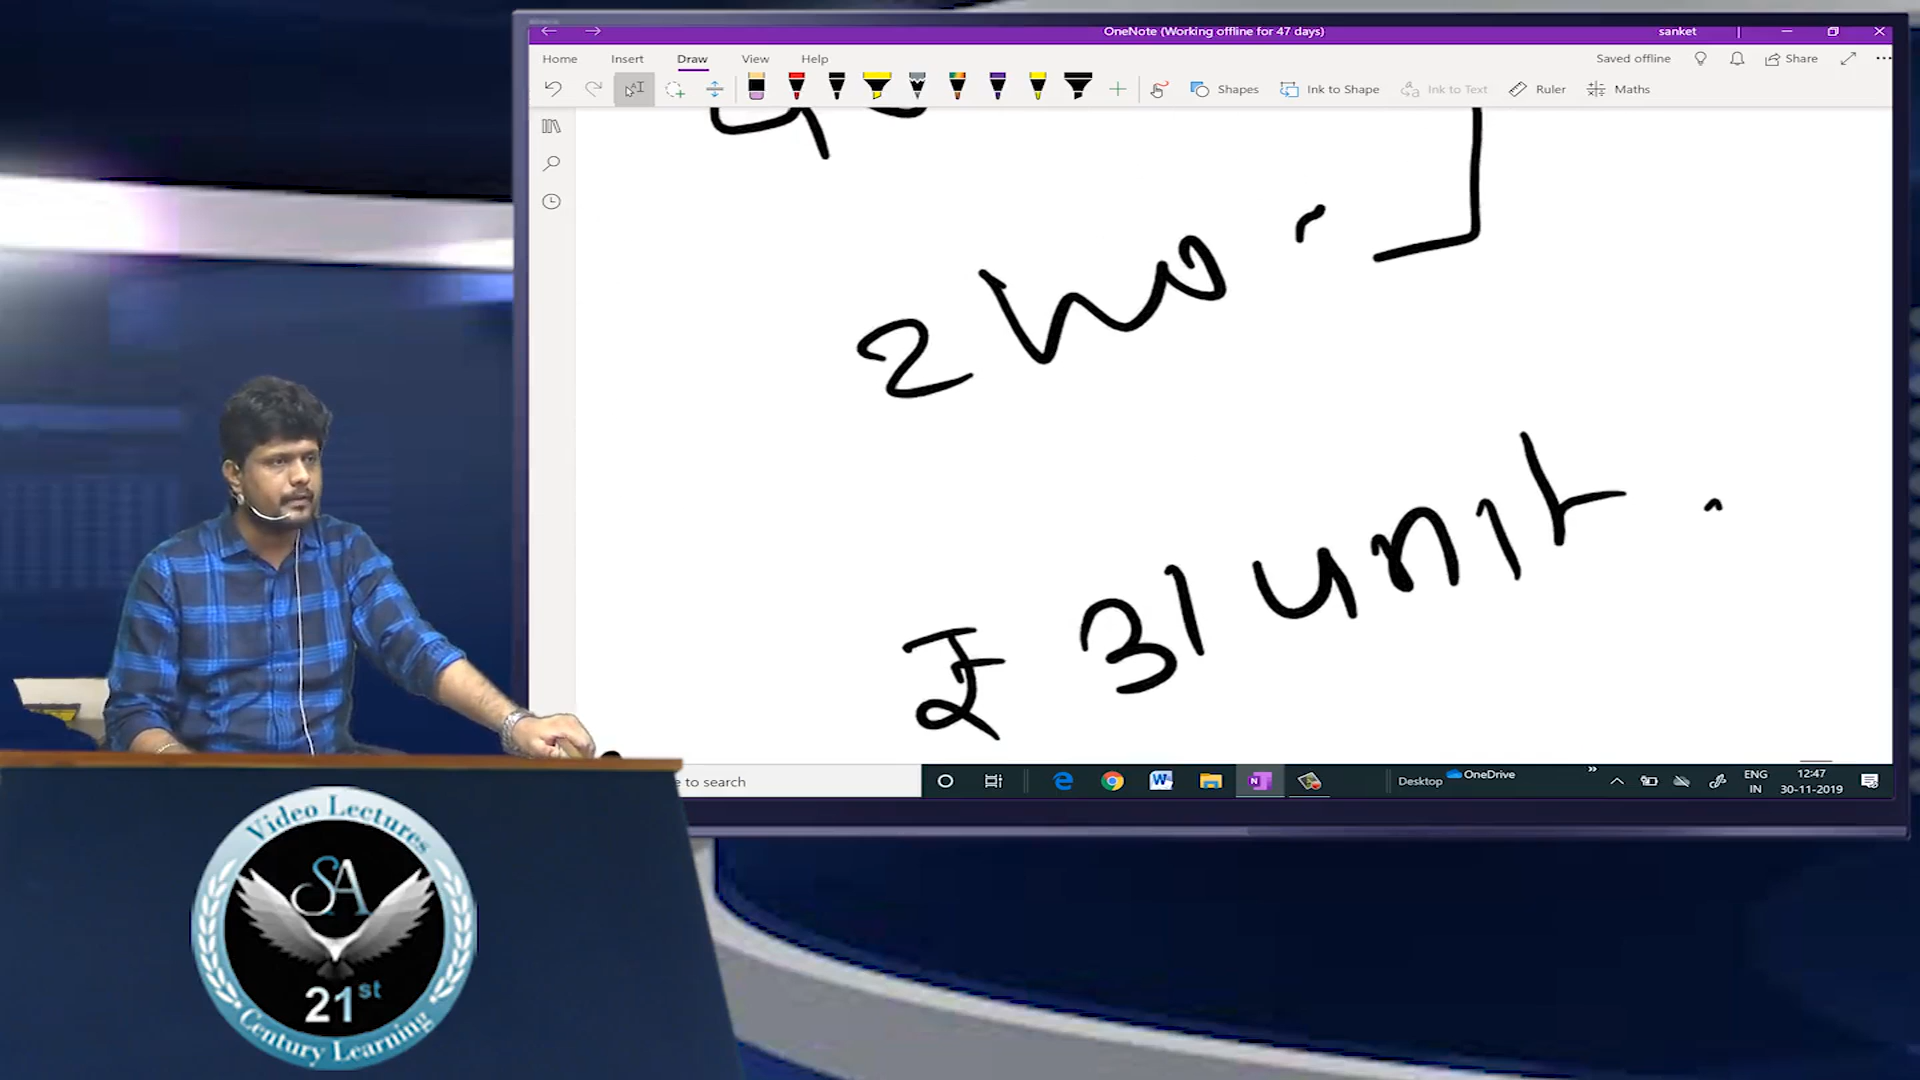 OneNote (Working offline for 47 days)
sanket
Home Insert Draw View Help
Saved offline Share
Shapes Ink to Shape Ink to Text Ruler Maths
₹ 3/unit.
e to search
Desktop OneDrive
ENG
IN
12:47
30-11-2019
Video Lectures
SA
21st
Century Learning